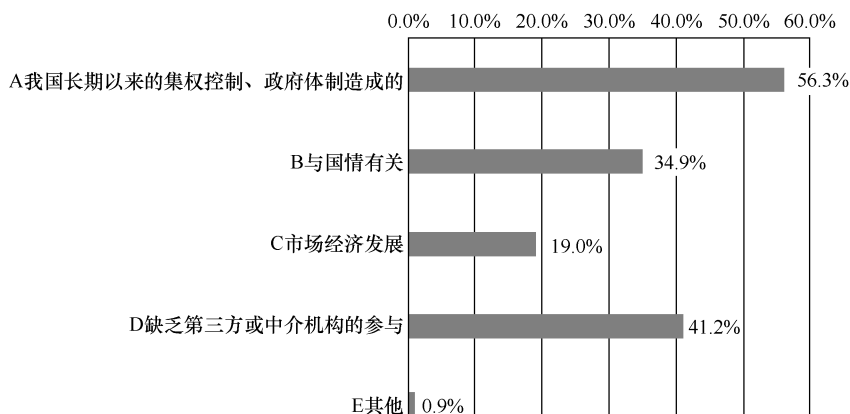 0.0% 10.0% 20.0% 30.0% 40.0% 50.0% 60.0%
A我国长期以来的集权控制、政府体制造成的 56.3%
B与国情有关 34.9%
C市场经济发展 19.0%
D缺乏第三方或中介机构的参与 41.2%
E其他 0.9%